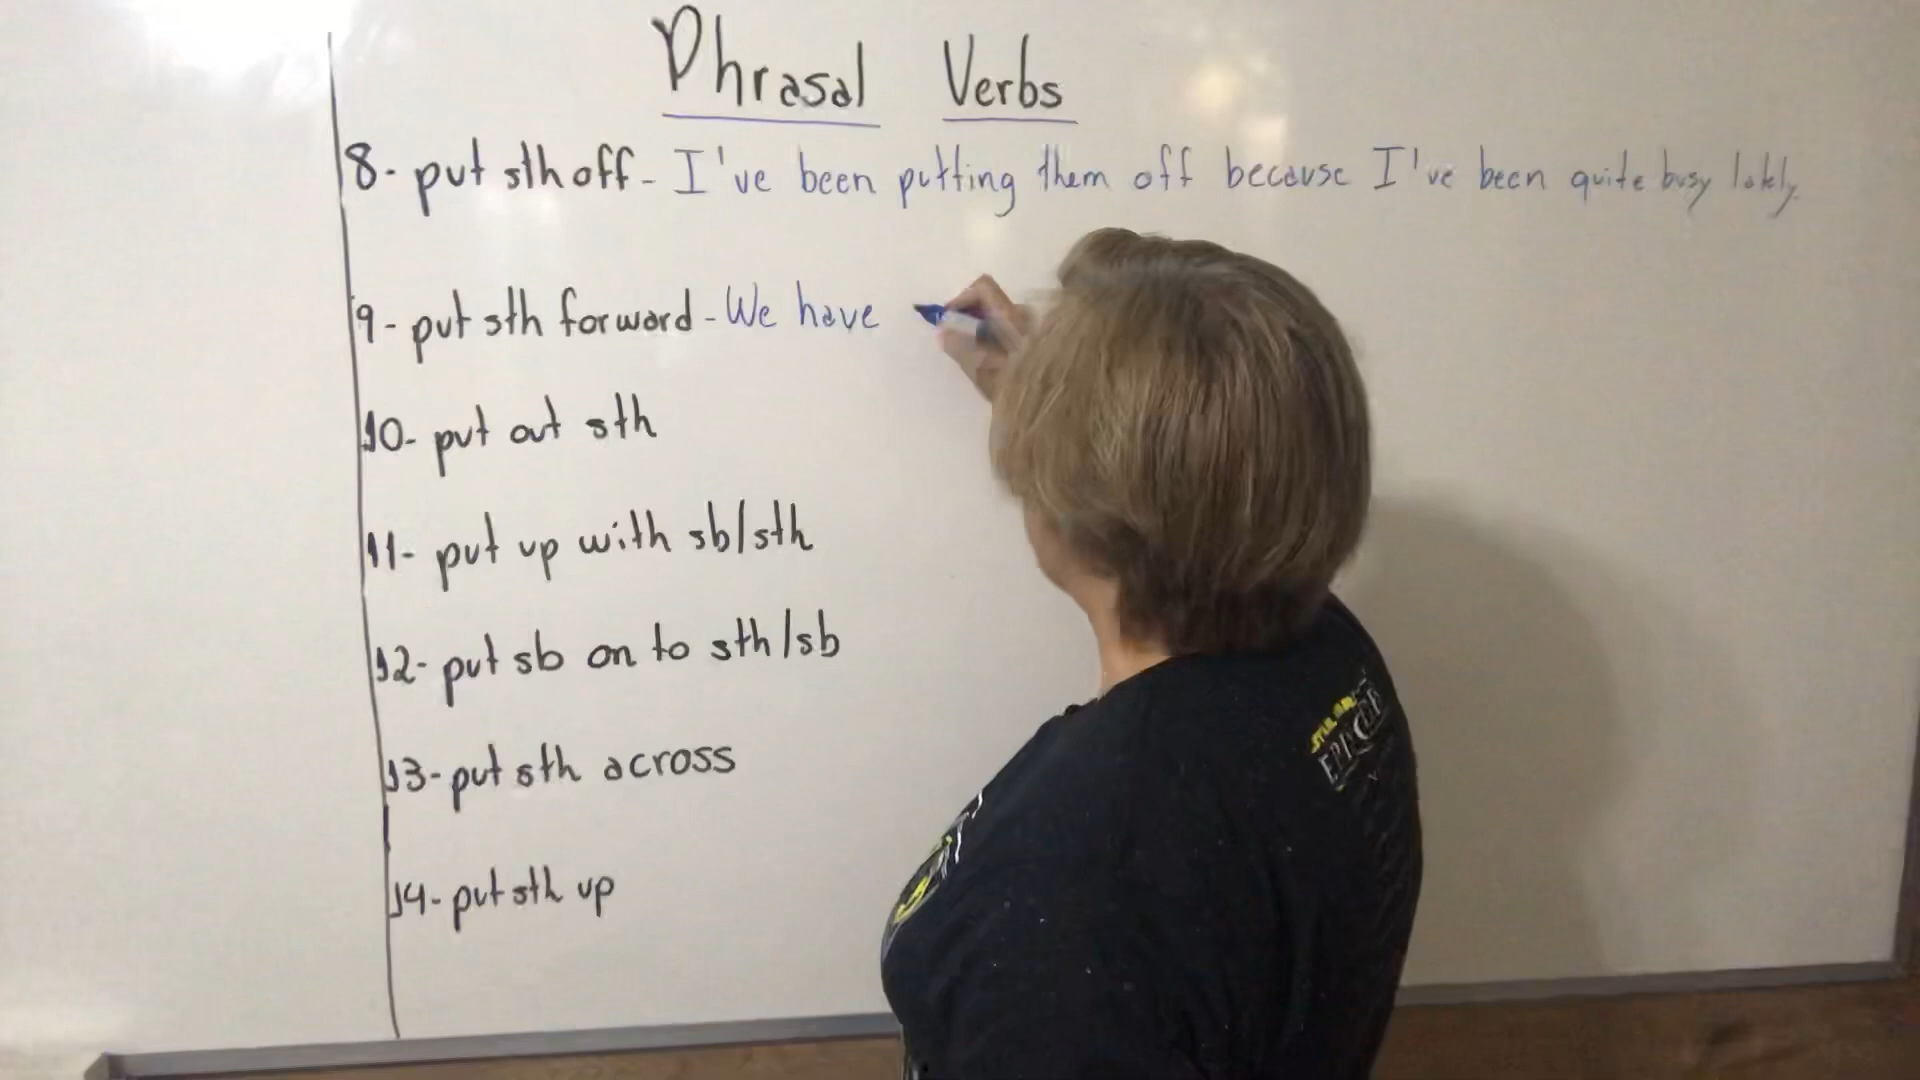 Phrasal Verbs
8- put sth off - I've been putting them off because I've been quite busy lately.
9- put sth forward - We have
10- put out sth
11- put up with sb/sth
12- put sb on to sth/sb
13- put sth across
14- put sth up
STAR